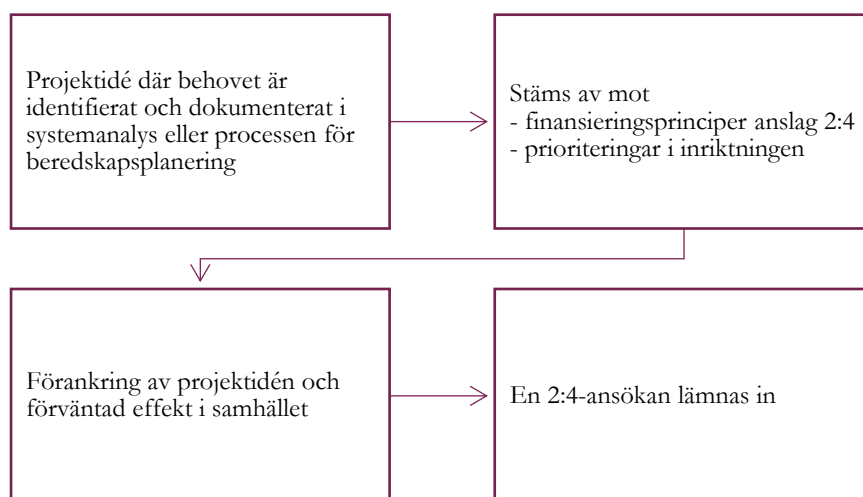 Projektidé där behovet är
identifierat och dokumenterat i
systemanalys eller processen för
beredskapsplanering
Stäms av mot
- finansieringsprinciper anslag 2:4
- prioriteringar i inriktningen
Förankring av projektidén och
förväntad effekt i samhället
En 2:4-ansökan lämnas in